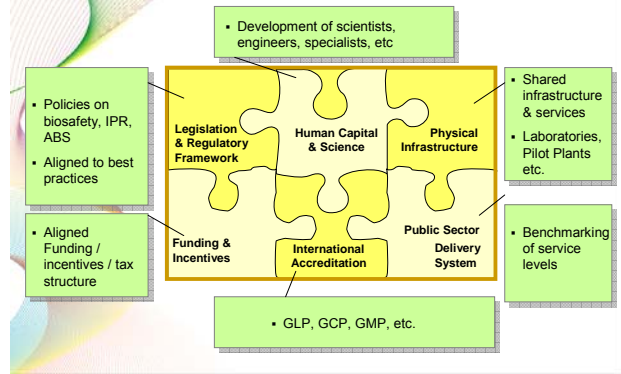 ▪ Development of scientists,
engineers, specialists, etc
▪ Policies on
biosafety, IPR,
ABS
▪ Aligned to best
practices
Legislation
& Regulatory
Framework
Human Capital
& Science
Physical
Infrastructure
▪ Shared
infrastructure
& services
▪ Laboratories,
Pilot Plants
etc.
▪ Aligned
Funding /
incentives / tax
structure
Funding &
Incentives
International
Accreditation
Public Sector
Delivery
System
▪ Benchmarking
of service
levels
▪ GLP, GCP, GMP, etc.